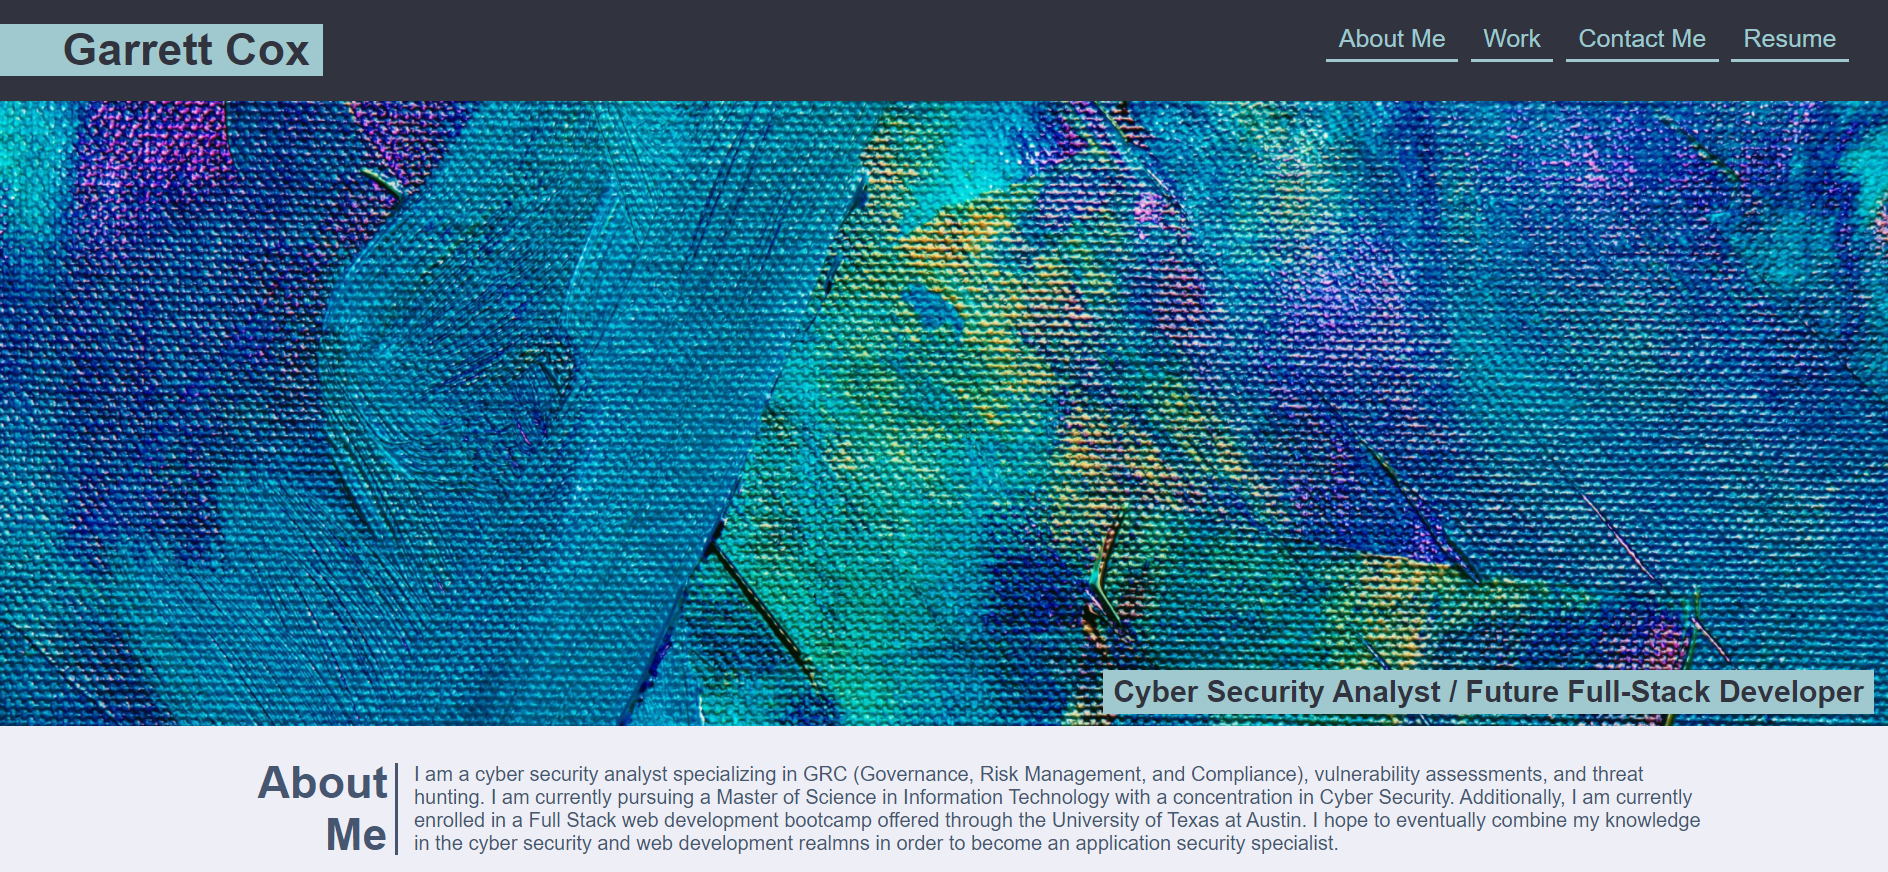 Garrett Cox
About Me
Work
Contact Me
Resume
Cyber Security Analyst / Future Full-Stack Developer
About
Me
I am a cyber security analyst specializing in GRC (Governance, Risk Management, and Compliance), vulnerability assessments, and threat
hunting. I am currently pursuing a Master of Science in Information Technology with a concentration in Cyber Security. Additionally, I am currently
enrolled in a Full Stack web development bootcamp offered through the University of Texas at Austin. I hope to eventually combine my knowledge
in the cyber security and web development realmns in order to become an application security specialist.